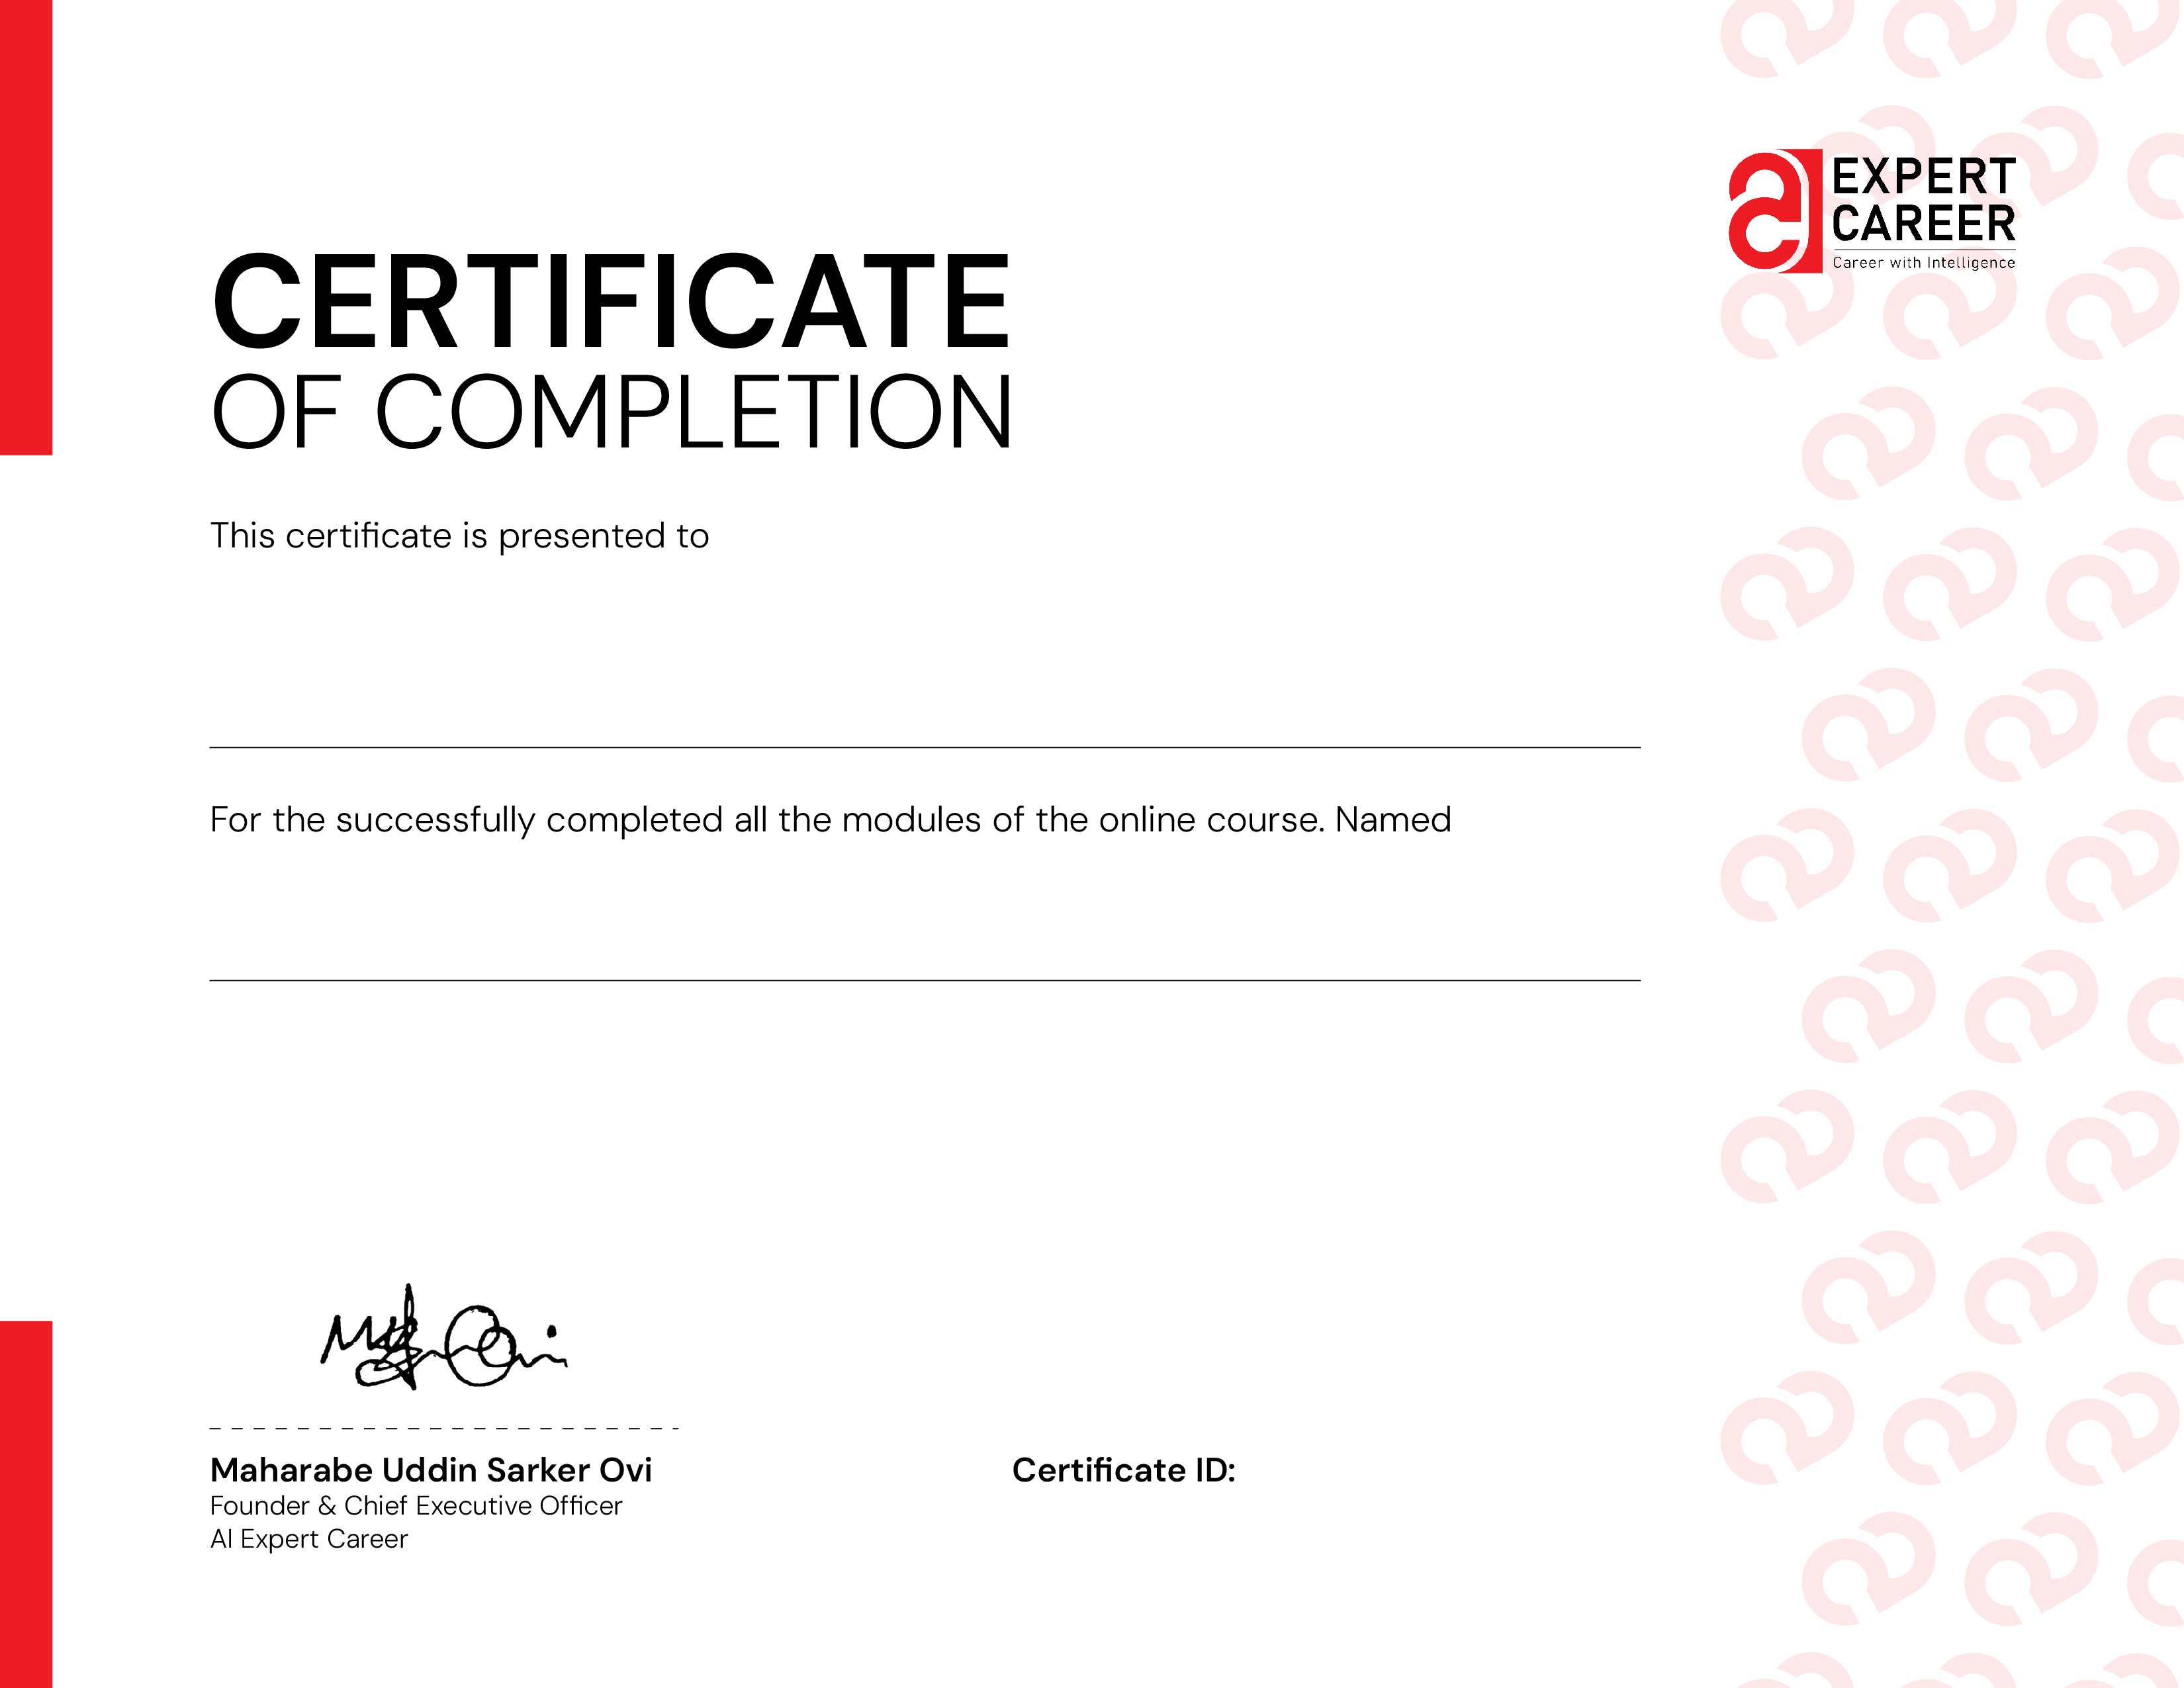 EXPERT
CAREER
Career with Intelligence
CERTIFICATE
OF COMPLETION
This certificate is presented to
For the successfully completed all the modules of the online course. Named
Maharabe Uddin Sarker Ovi
Founder & Chief Executive Officer
AI Expert Career
Certificate ID: